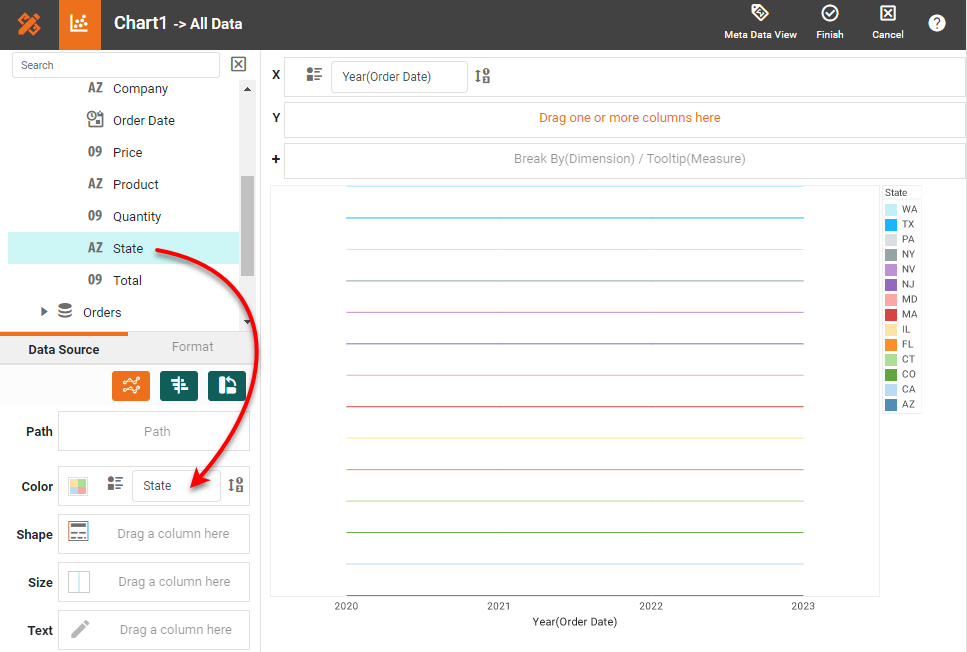 Chart1 -> All Data
Meta Data View
Finish
Cancel
?
Search
AZ Company
Order Date
09 Price
AZ Product
09 Quantity
AZ State
09 Total
Orders
Data Source
Format
Path
Path
Color
State
Shape
Drag a column here
Size
Drag a column here
Text
Drag a column here
X
Year(Order Date)
Y
Drag one or more columns here
+
Break By(Dimension) / Tooltip(Measure)
State
WA
TX
PA
NY
NV
NJ
MD
MA
IL
FL
CT
CO
CA
AZ
2020 2021 2022 2023
Year(Order Date)